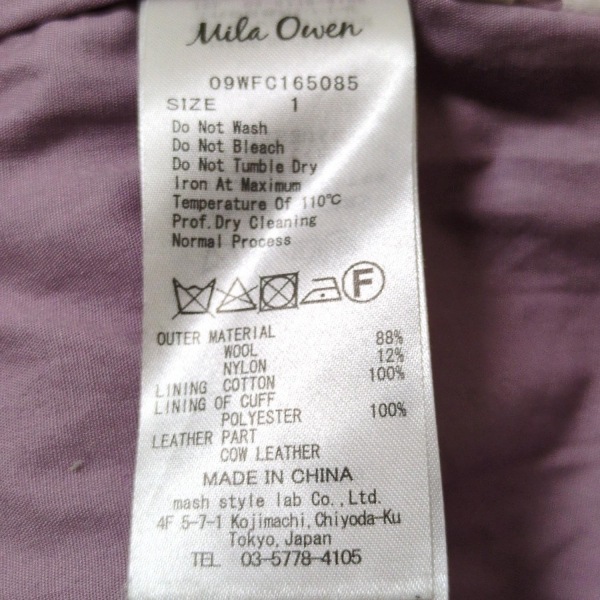 Mila Owen
09WFC165085
SIZE 1
Do Not Wash
Do Not Bleach
Do Not Tumble Dry
Iron At Maximum
Temperature Of 110℃
Prof.Dry Cleaning
Normal Process
F
OUTER MATERIAL
WOOL 88%
NYLON 12%
LINING COTTON 100%
LINING OF CUFF
POLYESTER 100%
LEATHER PART
COW LEATHER
MADE IN CHINA
mash style lab Co.,Ltd.
4F 5-7-1 Kojimachi,Chiyoda-Ku
Tokyo,Japan
TEL 03-5778-4105